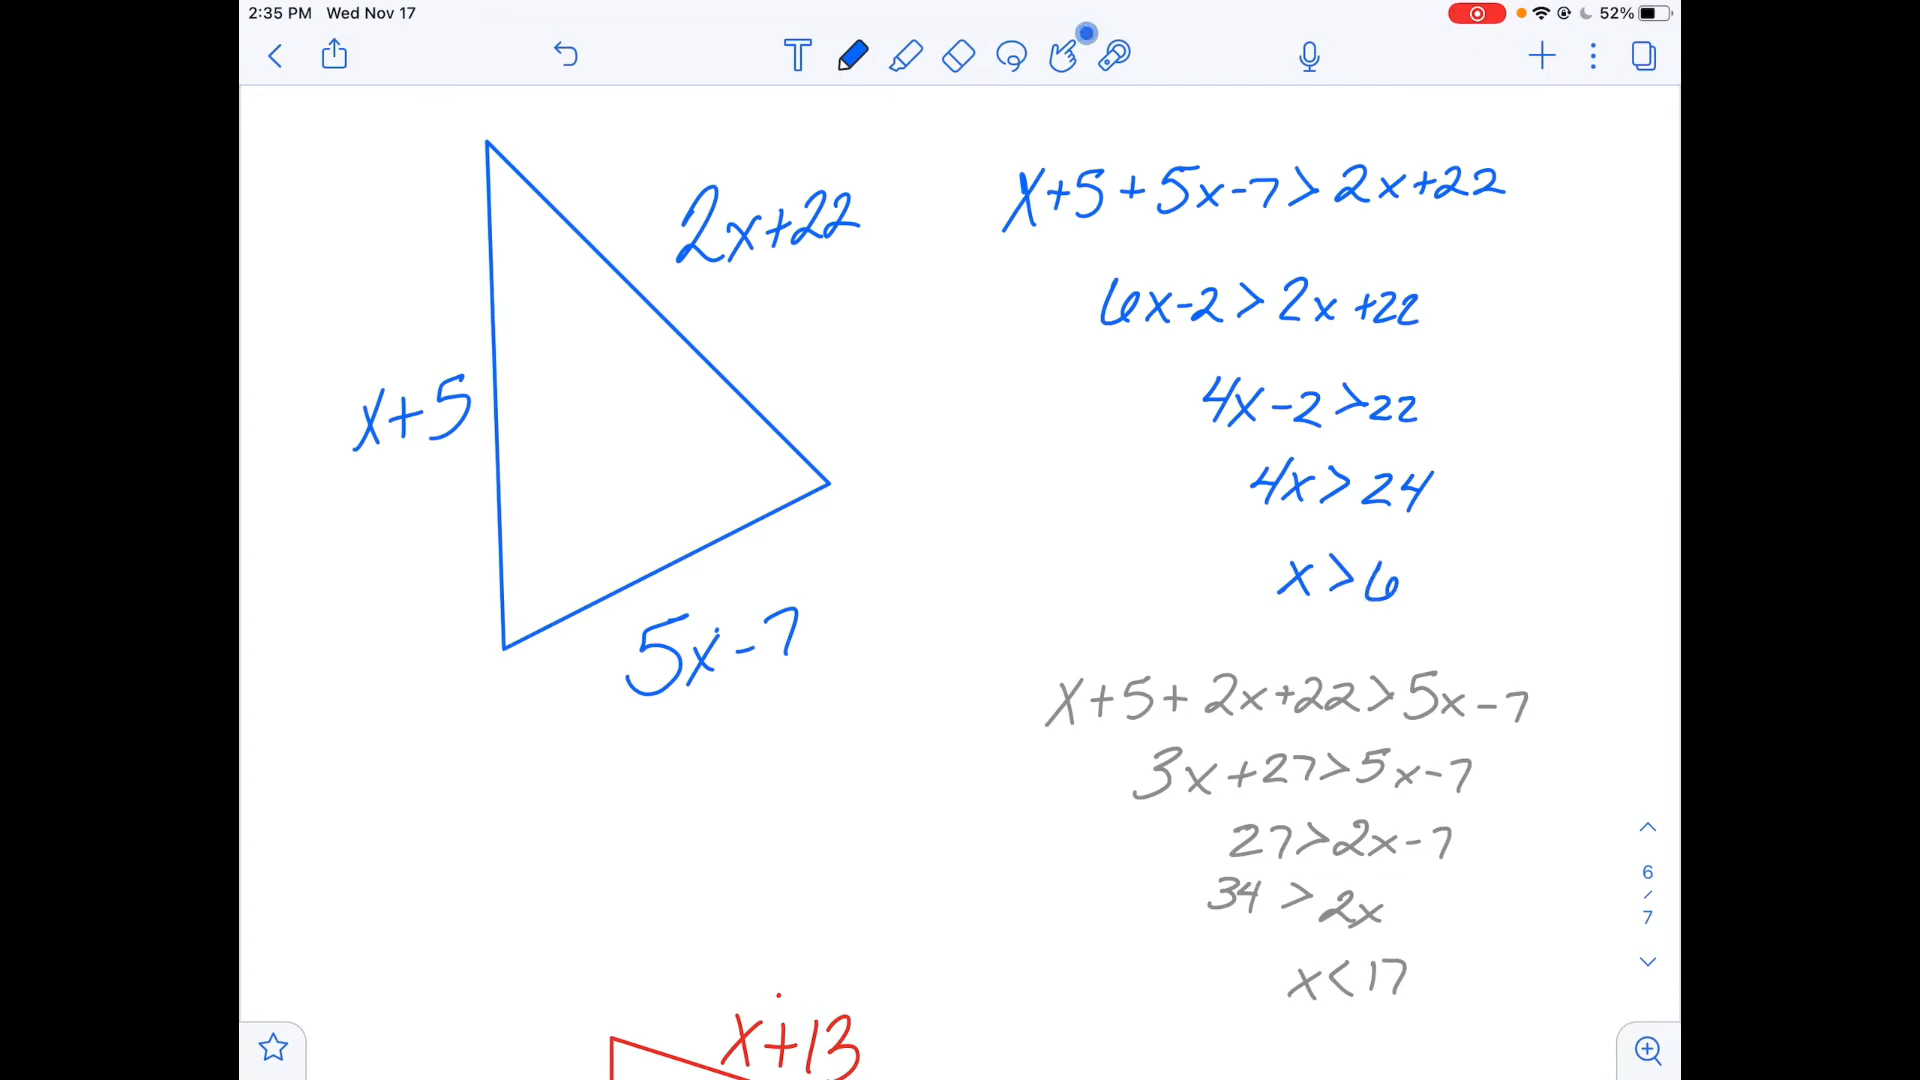 2:35 PM Wed Nov 17
52%
T
2x+22
x+5
5x-7
x+5+5x-7>2x+22
6x-2>2x+22
4x-2>22
4x>24
x>6
x+5+2x+22>5x-7
3x+27>5x-7
27>2x-7
34>2x
x<17
6
/
7
x+13